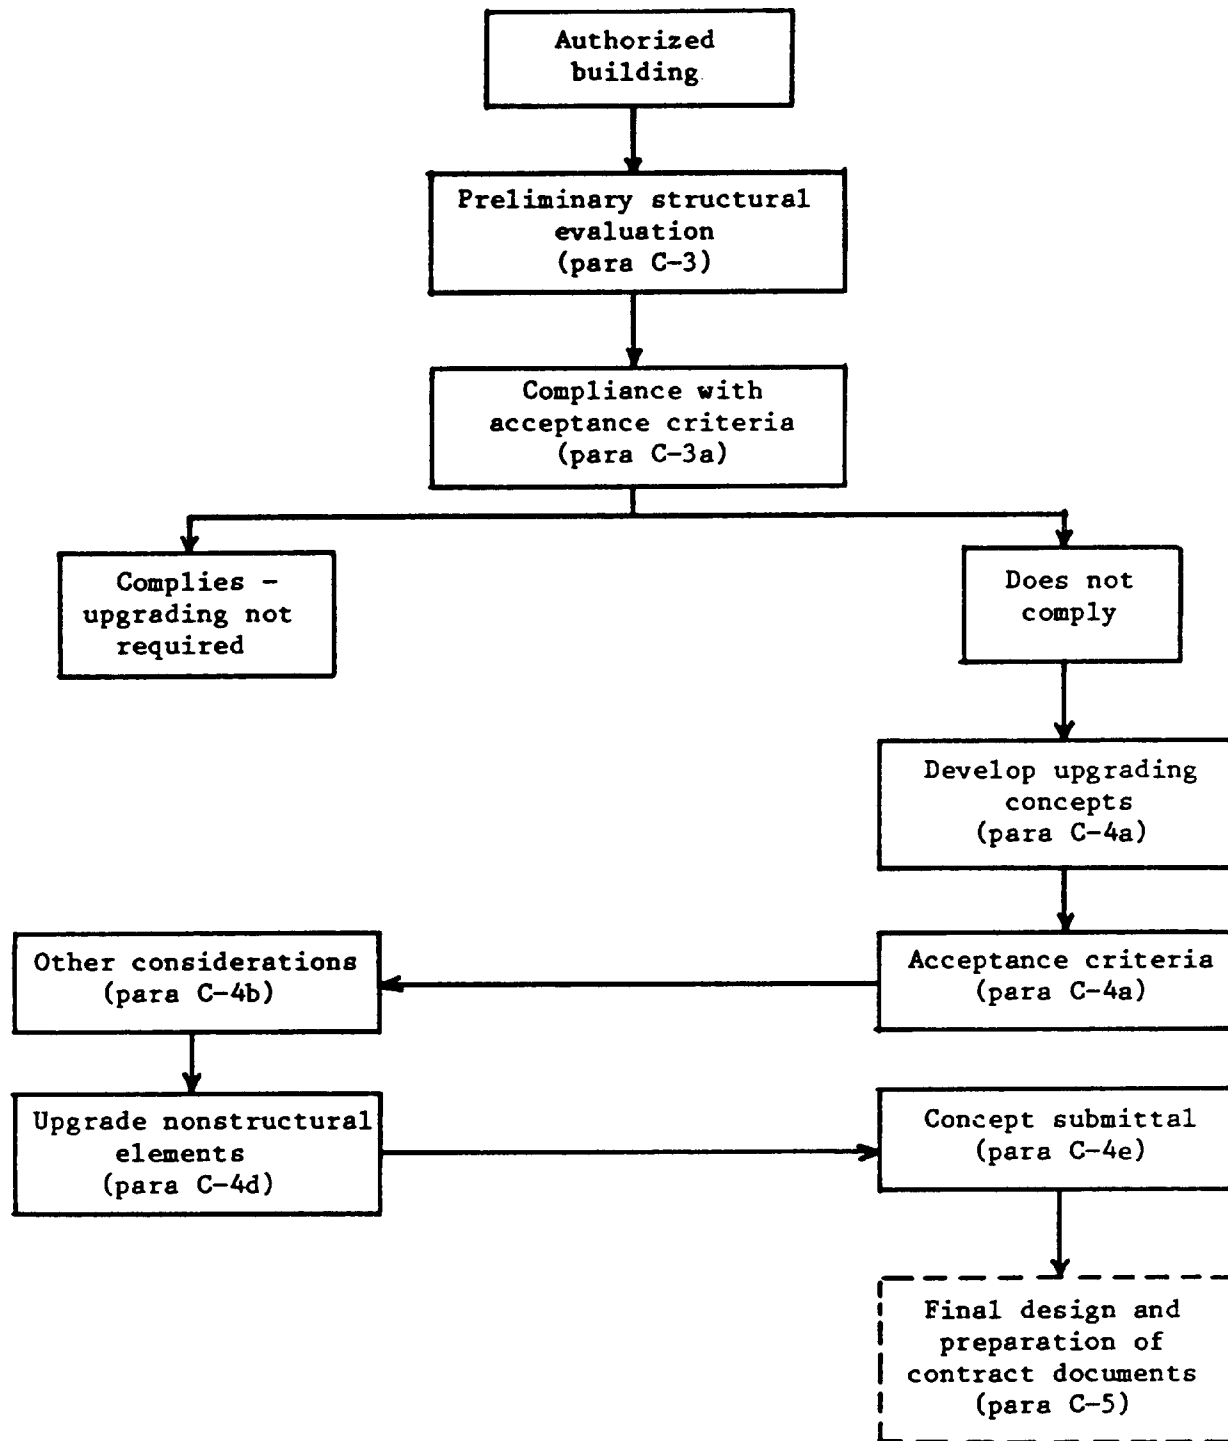 Authorized
building
Preliminary structural
evaluation
(para C-3)
Compliance with
acceptance criteria
(para C-3a)
Complies -
upgrading not
required
Does not
comply
Develop upgrading
concepts
(para C-4a)
Acceptance criteria
(para C-4a)
Other considerations
(para C-4b)
Upgrade nonstructural
elements
(para C-4d)
Concept submittal
(para C-4e)
Final design and
preparation of
contract documents
(para C-5)